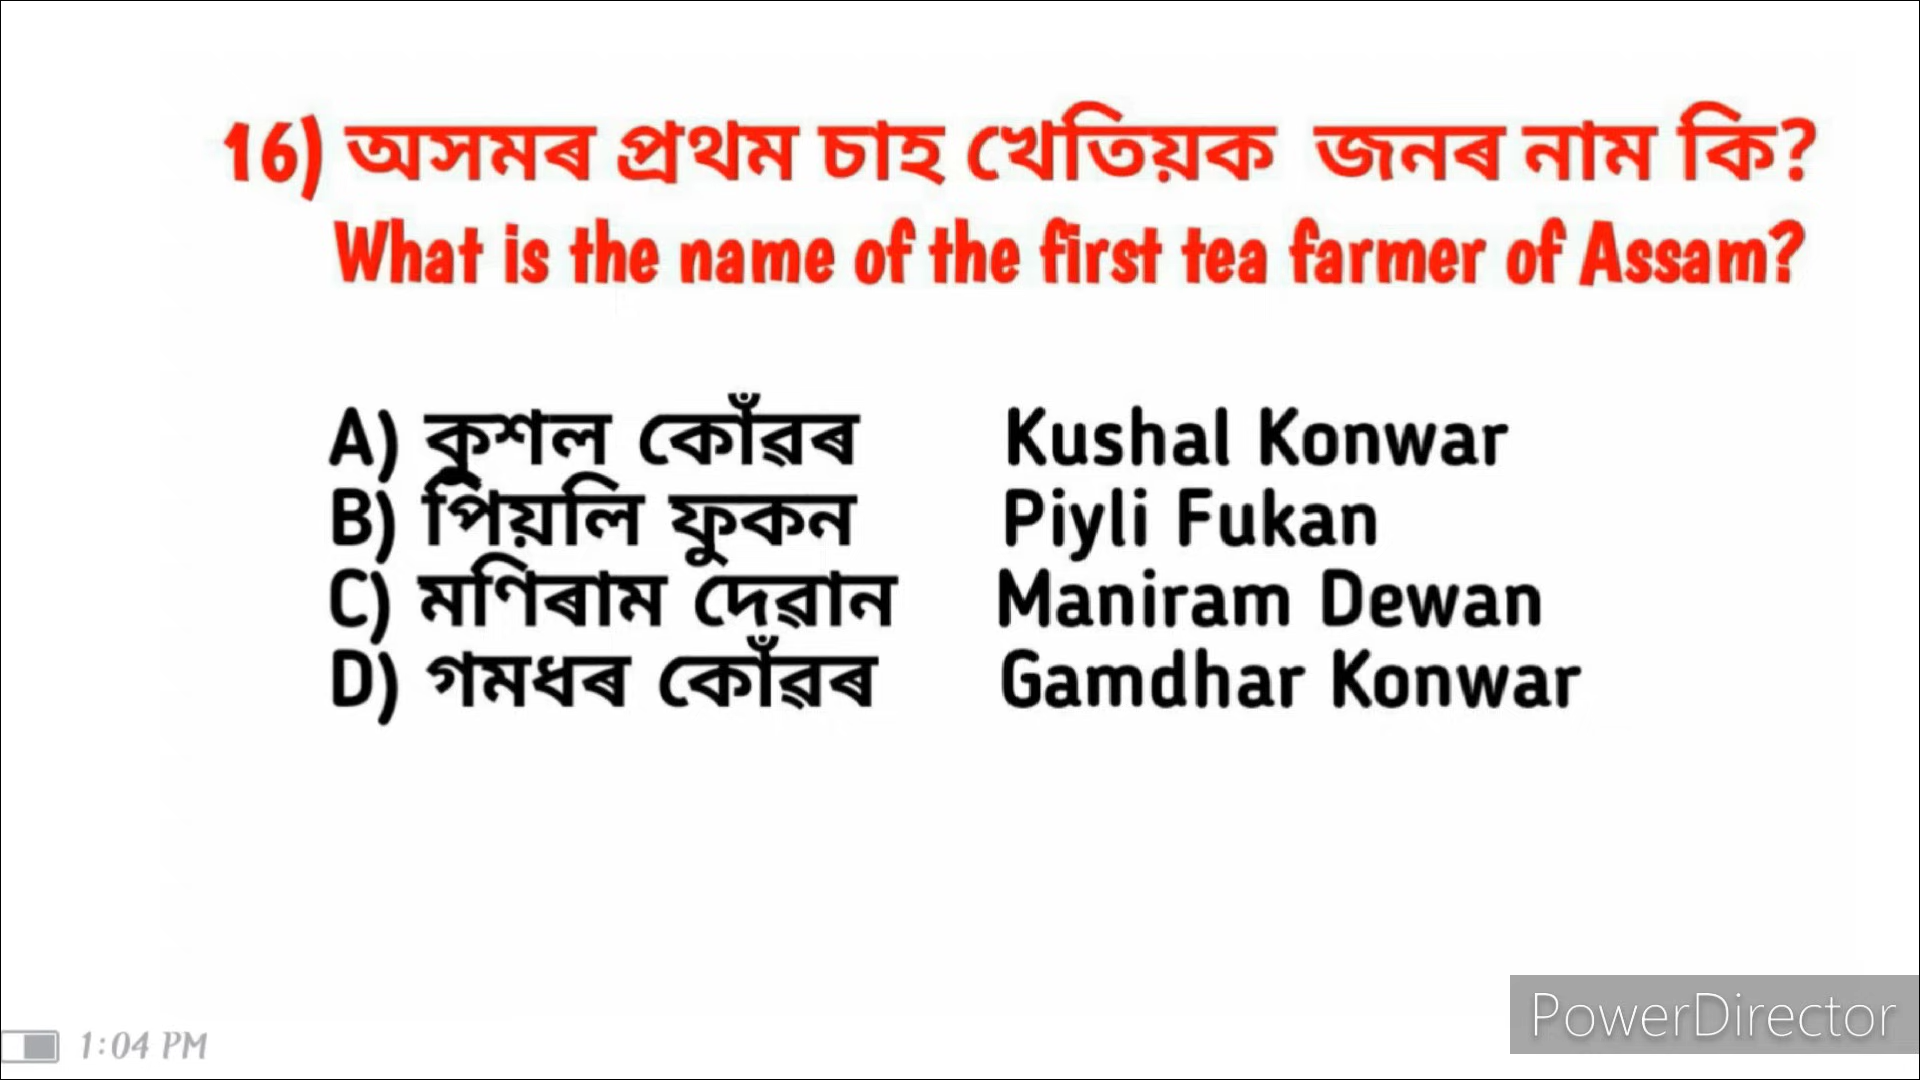 16) অসমৰ প্ৰথম চাহ খেতিয়ক জনৰ নাম কি?
What is the name of the first tea farmer of Assam?
A) কুশল কোঁৱৰ Kushal Konwar
B) পিয়লি ফুকন Piyli Fukan
C) মণিৰাম দেৱান Maniram Dewan
D) গমধৰ কোঁৱৰ Gamdhar Konwar
PowerDirector
1:04 PM